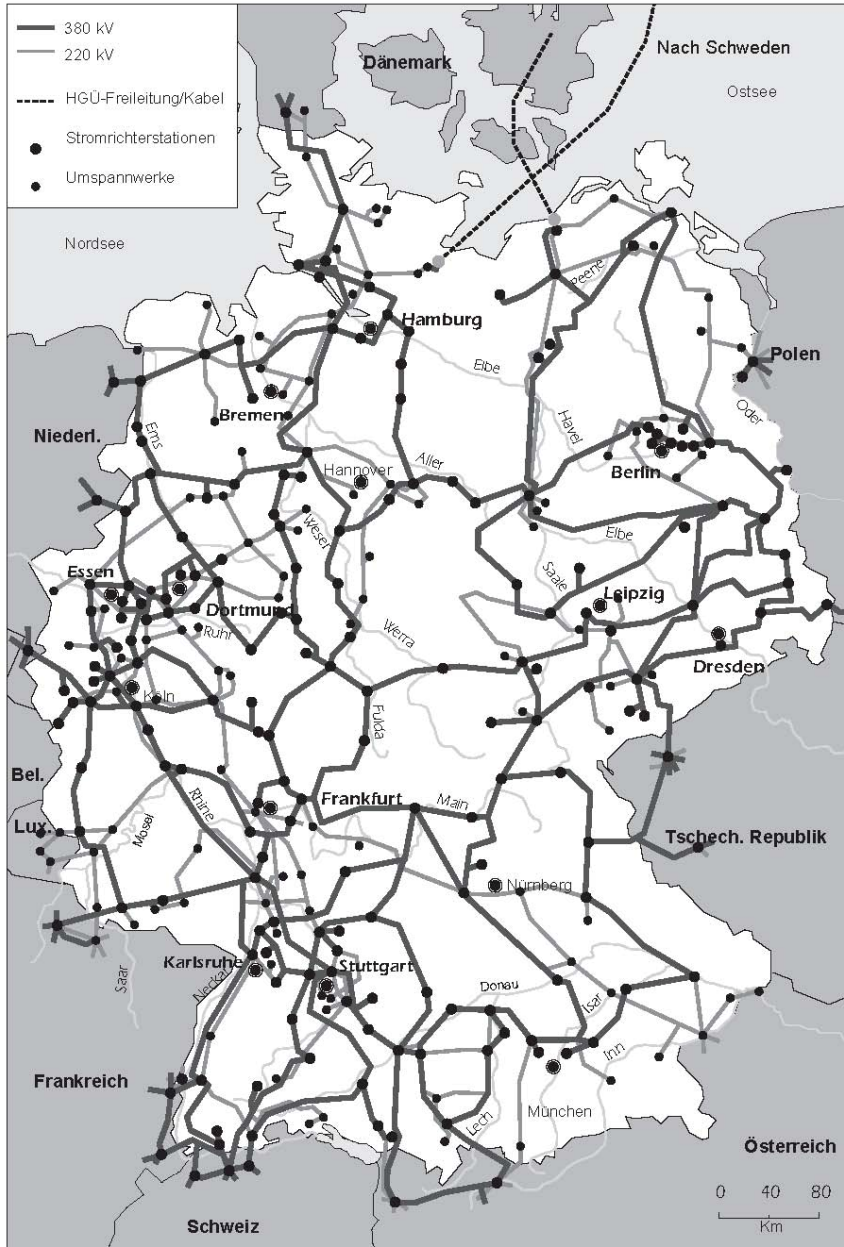 380 kV
220 kV
HGÜ-Freileitung/Kabel
Stromrichterstationen
Umspannwerke
Dänemark
Nach Schweden
Ostsee
Nordsee
Peene
Hamburg
Elbe
Polen
Bremen
Niederl.
Ems
Havel
Oder
Hannover
Aller
Berlin
Weser
Elbe
Essen
Saale
Leipzig
Dortmund
Ruhr
Werra
Dresden
Köln
Fulda
Bel.
Rhine
Frankfurt
Main
Lux.
Mosel
Tschech. Republik
Nürnberg
Karlsruhe
Stuttgart
Saar
Neckar
Donau
Isar
Inn
Frankreich
Lech
München
Österreich
0 40 80
Km
Schweiz